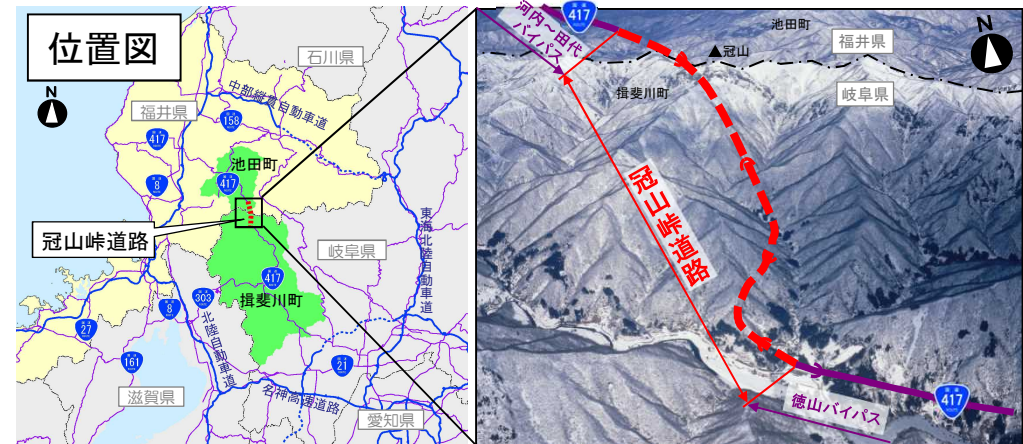 位置図
N
石川県
福井県
中部縦貫自動車道
417
158
8
池田町
417
冠山峠道路
岐阜県
東海北陸自動車道
417
303
揖斐川町
8
北陸自動車道
27
161
21
滋賀県
名神高速道路
愛知県
417
河内～田代
バイパス
池田町
福井県
N
▲冠山
揖斐川町
岐阜県
冠山峠道路
417
徳山バイパス